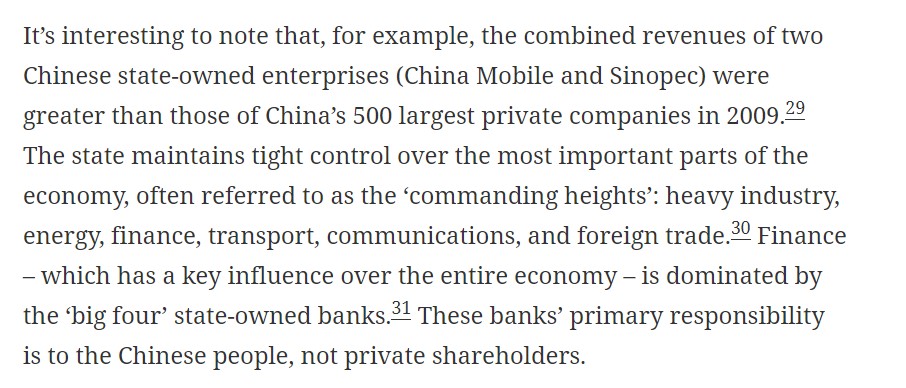 It’s interesting to note that, for example, the combined revenues of two
Chinese state-owned enterprises (China Mobile and Sinopec) were
greater than those of China’s 500 largest private companies in 2009.29
The state maintains tight control over the most important parts of the
economy, often referred to as the ‘commanding heights’: heavy industry,
energy, finance, transport, communications, and foreign trade.30 Finance
– which has a key influence over the entire economy – is dominated by
the ‘big four’ state-owned banks.31 These banks’ primary responsibility
is to the Chinese people, not private shareholders.